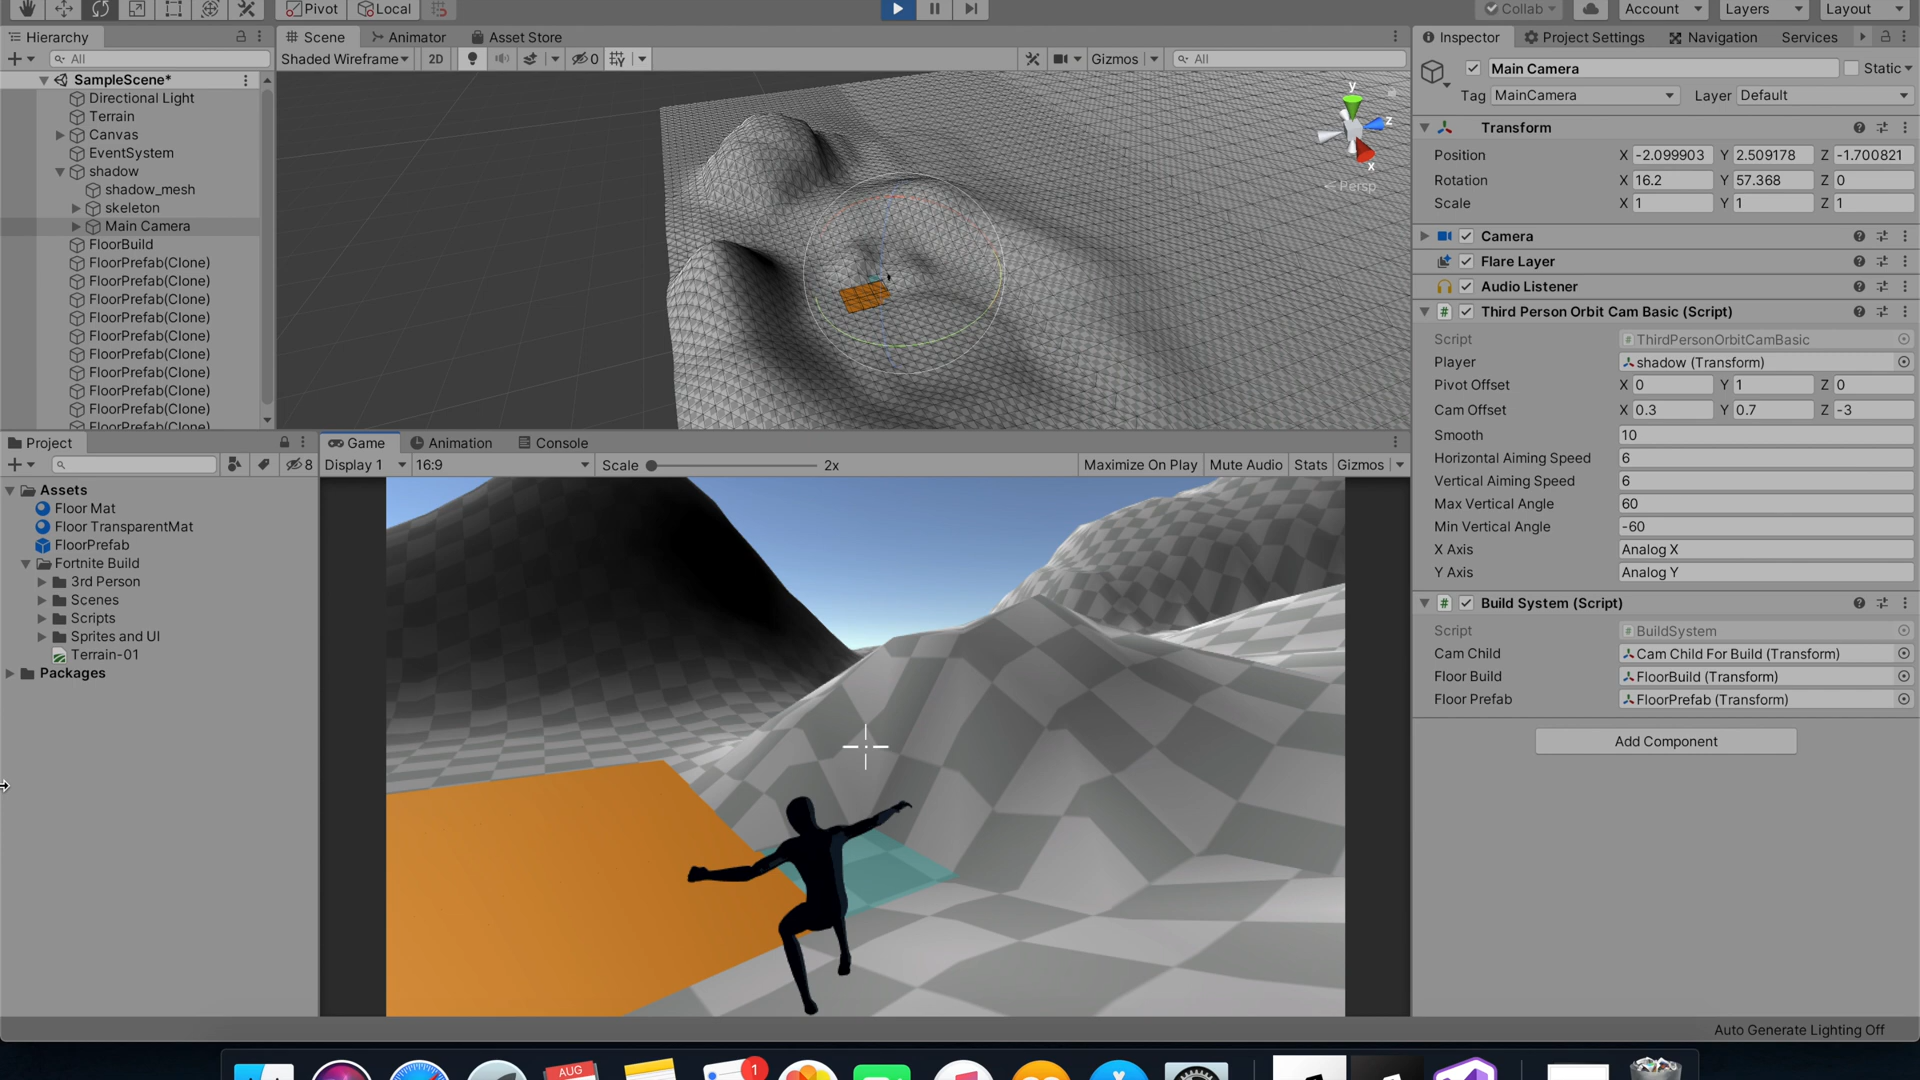 Pivot Local Collab Account Layers Layout
Hierarchy Scene Animator Asset Store Inspector Project Settings Navigation Services
All Shaded Wireframe 2D 0 Gizmos All
SampleScene*
Directional Light
Terrain
Canvas
EventSystem
shadow
shadow_mesh
skeleton
Main Camera
FloorBuild
FloorPrefab(Clone)
FloorPrefab(Clone)
FloorPrefab(Clone)
FloorPrefab(Clone)
FloorPrefab(Clone)
FloorPrefab(Clone)
FloorPrefab(Clone)
FloorPrefab(Clone)
FloorPrefab(Clone)
FloorPrefab(Clone)
y
z
x
Persp
Main Camera Static
Tag MainCamera Layer Default
Transform
Position X -2.099903 Y 2.509178 Z -1.700821
Rotation X 16.2 Y 57.368 Z 0
Scale X 1 Y 1 Z 1
Camera
Flare Layer
Audio Listener
Third Person Orbit Cam Basic (Script)
Script ThirdPersonOrbitCamBasic
Player shadow (Transform)
Pivot Offset X 0 Y 1 Z 0
Cam Offset X 0.3 Y 0.7 Z -3
Smooth 10
Horizontal Aiming Speed 6
Vertical Aiming Speed 6
Max Vertical Angle 60
Min Vertical Angle -60
X Axis Analog X
Y Axis Analog Y
Build System (Script)
Script BuildSystem
Cam Child Cam Child For Build (Transform)
Floor Build FloorBuild (Transform)
Floor Prefab FloorPrefab (Transform)
Add Component
Project
8
Assets
Floor Mat
Floor TransparentMat
FloorPrefab
Fortnite Build
3rd Person
Scenes
Scripts
Sprites and UI
Terrain-01
Packages
Game Animation Console
Display 1 16:9 Scale 2x Maximize On Play Mute Audio Stats Gizmos
Auto Generate Lighting Off
AUG 1